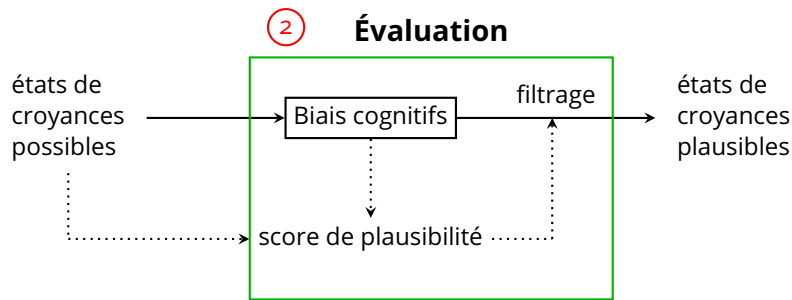 2
Évaluation
états de
croyances
possibles
Biais cognitifs
filtrage
états de
croyances
plausibles
score de plausibilité